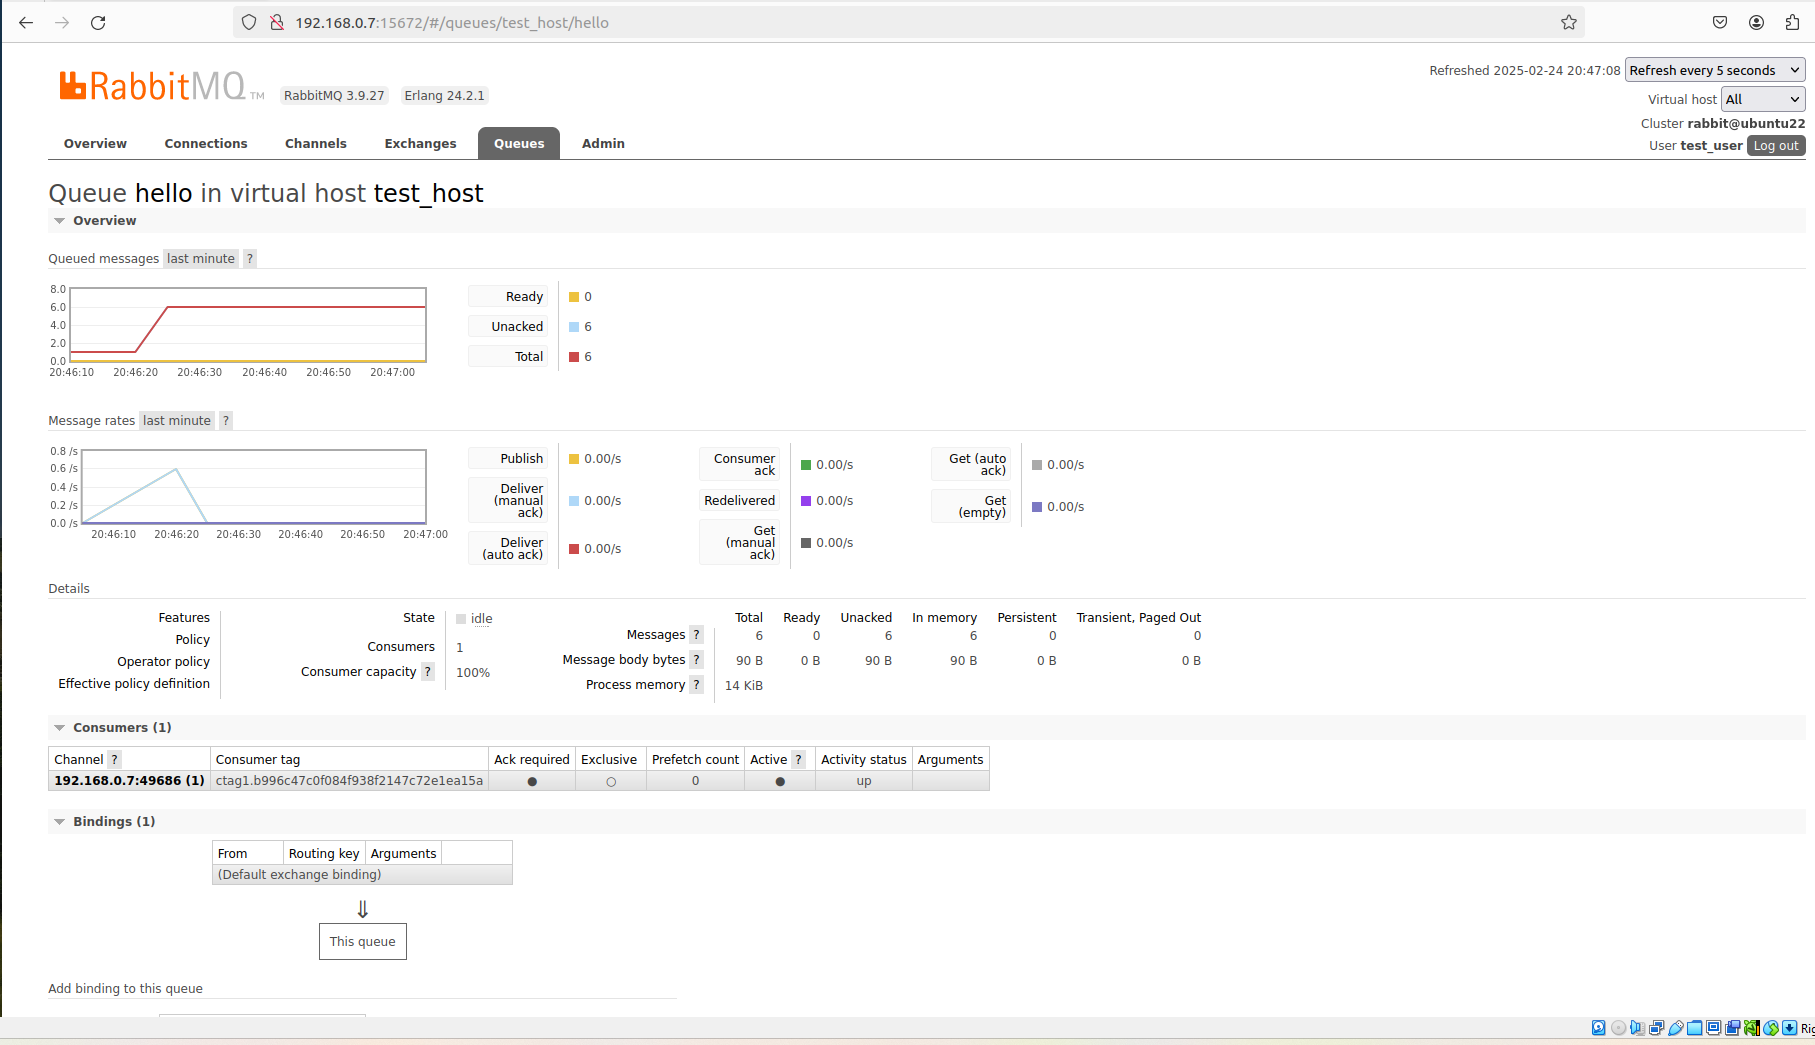 192.168.0.7:15672/#/queues/test_host/hello
RabbitMQ TM RabbitMQ 3.9.27 Erlang 24.2.1
Refreshed 2025-02-24 20:47:08 Refresh every 5 seconds
Virtual host All
Cluster rabbit@ubuntu22
User test_user Log out
Overview Connections Channels Exchanges Queues Admin
Queue hello in virtual host test_host
Overview
Queued messages last minute ?
8.0
6.0
4.0
2.0
0.0
20:46:10 20:46:20 20:46:30 20:46:40 20:46:50 20:47:00
Ready 0
Unacked 6
Total 6
Message rates last minute ?
0.8 /s
0.6 /s
0.4 /s
0.2 /s
0.0 /s
20:46:10 20:46:20 20:46:30 20:46:40 20:46:50 20:47:00
Publish 0.00/s
Deliver
(manual 0.00/s
ack)
Deliver
(auto ack) 0.00/s
Consumer
ack 0.00/s
Redelivered 0.00/s
Get
(manual 0.00/s
ack)
Get (auto
ack) 0.00/s
Get
(empty) 0.00/s
Details
Features
Policy
Operator policy
Effective policy definition
State idle
Consumers 1
Consumer capacity ? 100%
Total Ready Unacked In memory Persistent Transient, Paged Out
Messages ? 6 0 6 6 0 0
Message body bytes ? 90 B 0 B 90 B 90 B 0 B 0 B
Process memory ? 14 KiB
Consumers (1)
Channel ? Consumer tag Ack required Exclusive Prefetch count Active ? Activity status Arguments
192.168.0.7:49686 (1) ctag1.b996c47c0f084f938f2147c72e1ea15a ● ○ 0 ● up
Bindings (1)
From Routing key Arguments
(Default exchange binding)
⇓
This queue
Add binding to this queue